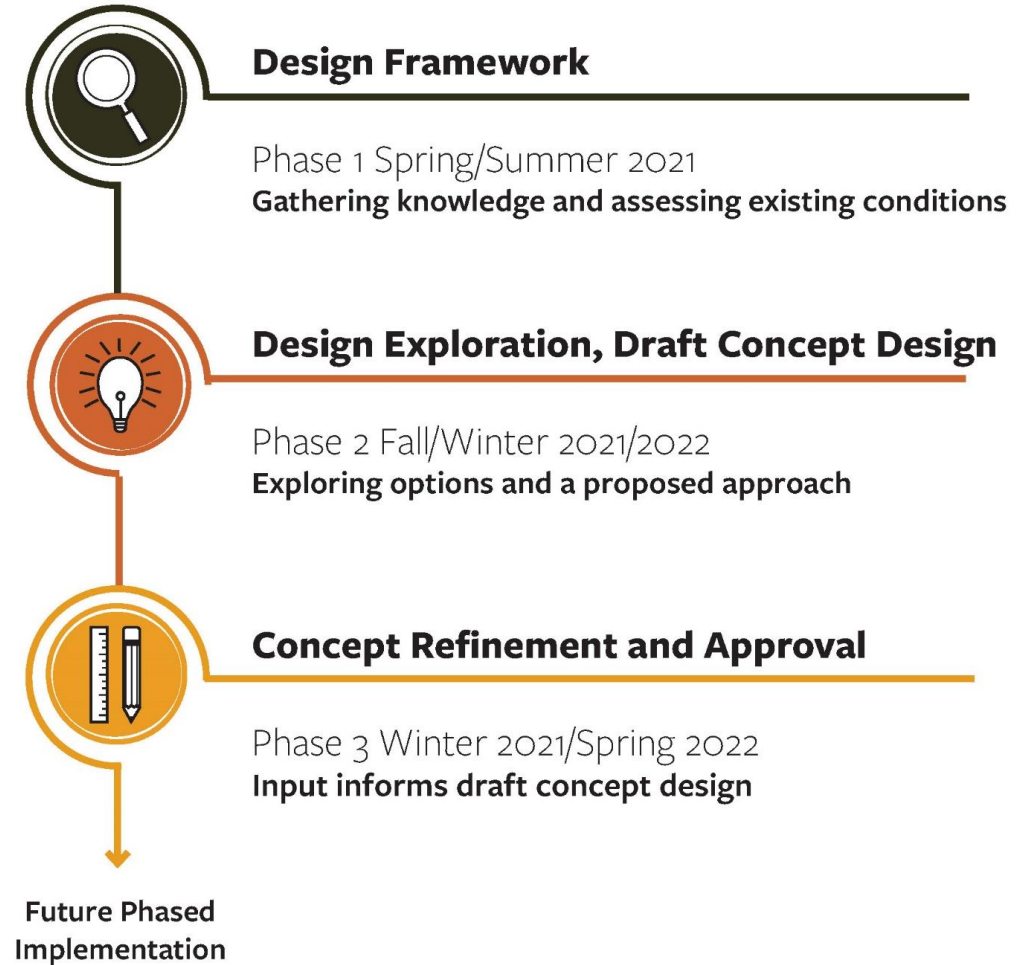 Design Framework
Phase 1 Spring/Summer 2021
Gathering knowledge and assessing existing conditions
Design Exploration, Draft Concept Design
Phase 2 Fall/Winter 2021/2022
Exploring options and a proposed approach
Concept Refinement and Approval
Phase 3 Winter 2021/Spring 2022
Input informs draft concept design
Future Phased
Implementation